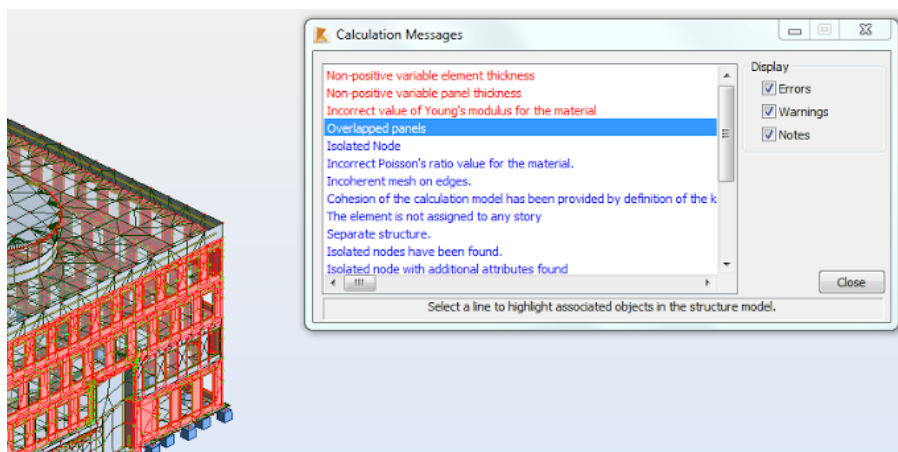 Calculation Messages
Non-positive variable element thickness
Non-positive variable panel thickness
Incorrect value of Young's modulus for the material
Overlapped panels
Isolated Node
Incorrect Poisson's ratio value for the material.
Incoherent mesh on edges.
Cohesion of the calculation model has been provided by definition of the k
The element is not assigned to any story
Separate structure.
Isolated nodes have been found.
Isolated node with additional attributes found
Display
Errors
Warnings
Notes
Close
Select a line to highlight associated objects in the structure model.